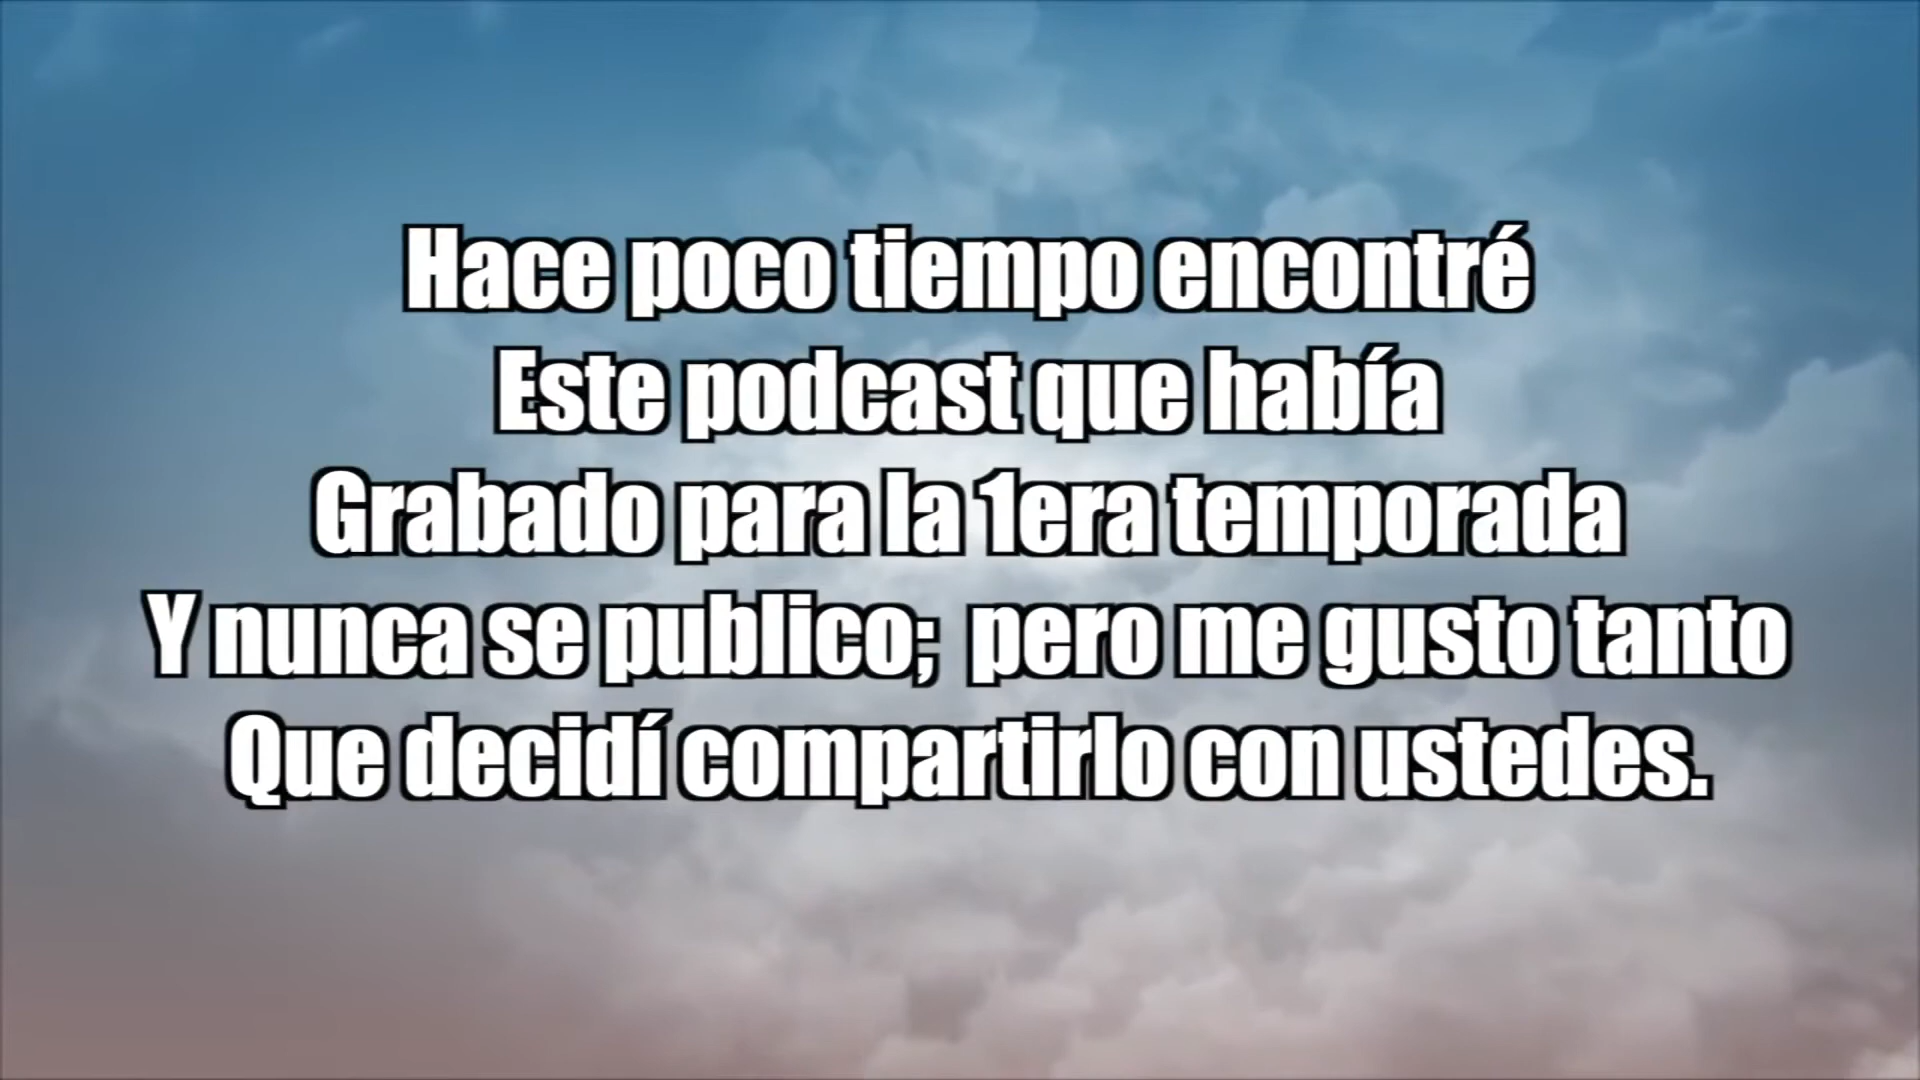 Hace poco tiempo encontré
Este podcast que había
Grabado para la 1era temporada
Y nunca se publico;  pero me gusto tanto
Que decidí compartirlo con ustedes.